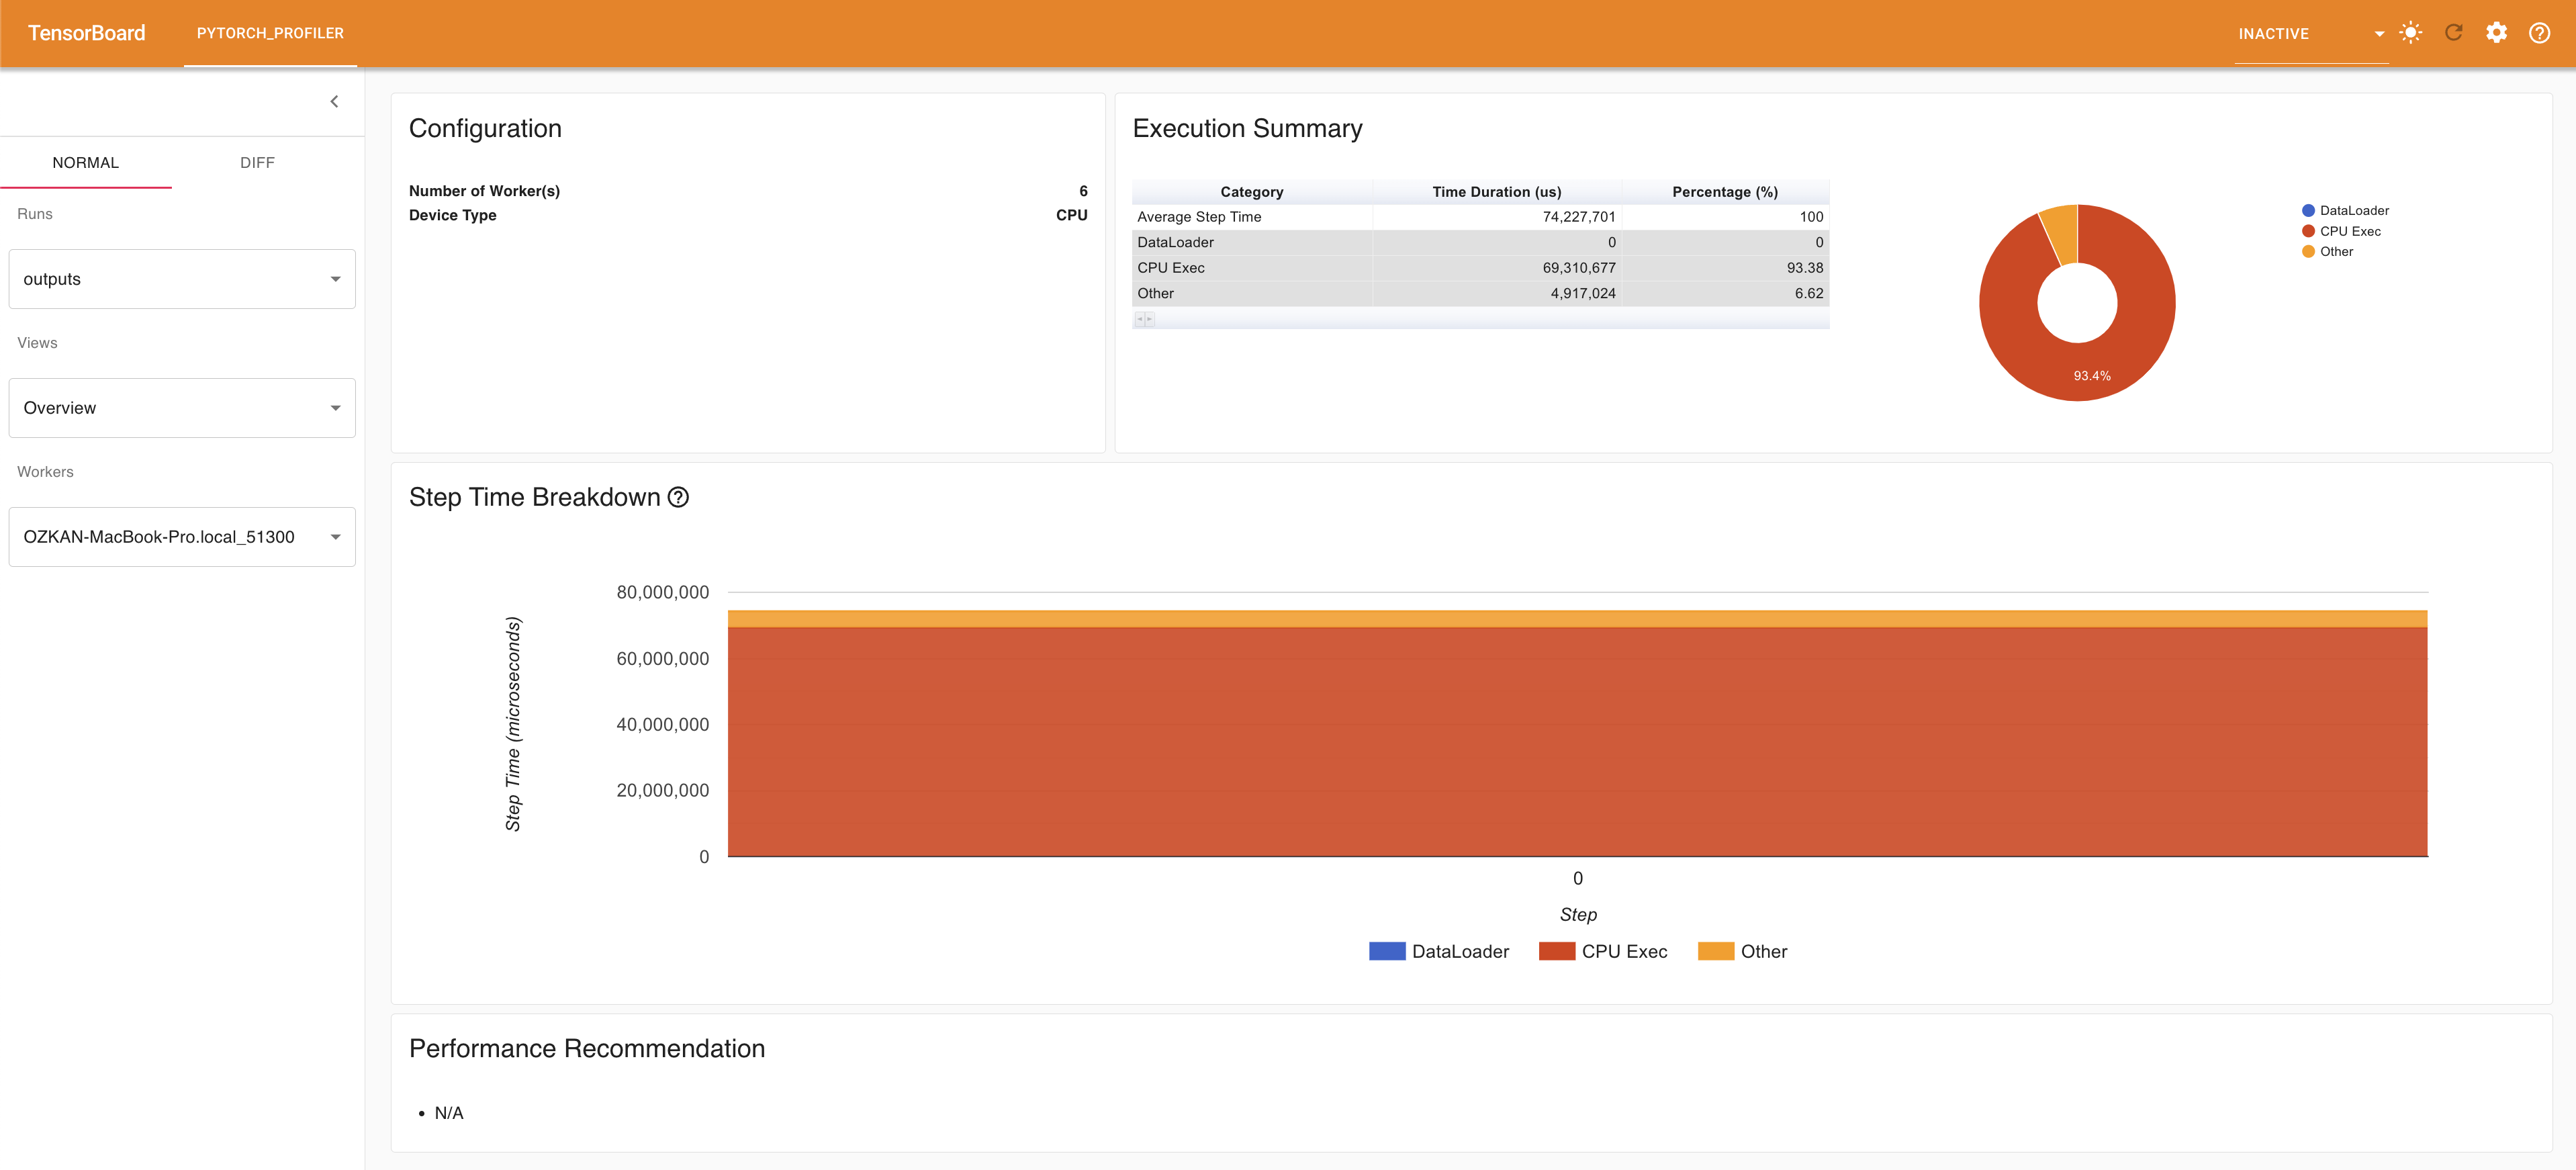 TensorBoard
PYTORCH_PROFILER
INACTIVE
NORMAL
DIFF
Runs
outputs
Views
Overview
Workers
OZKAN-MacBook-Pro.local_51300
Configuration
Number of Worker(s) 6
Device Type CPU
Execution Summary
Category Time Duration (us) Percentage (%)
Average Step Time 74,227,701 100
DataLoader 0 0
CPU Exec 69,310,677 93.38
Other 4,917,024 6.62
93.4%
DataLoader
CPU Exec
Other
Step Time Breakdown
Step Time (microseconds)
80,000,000
60,000,000
40,000,000
20,000,000
0
0
Step
DataLoader CPU Exec Other
Performance Recommendation
• N/A